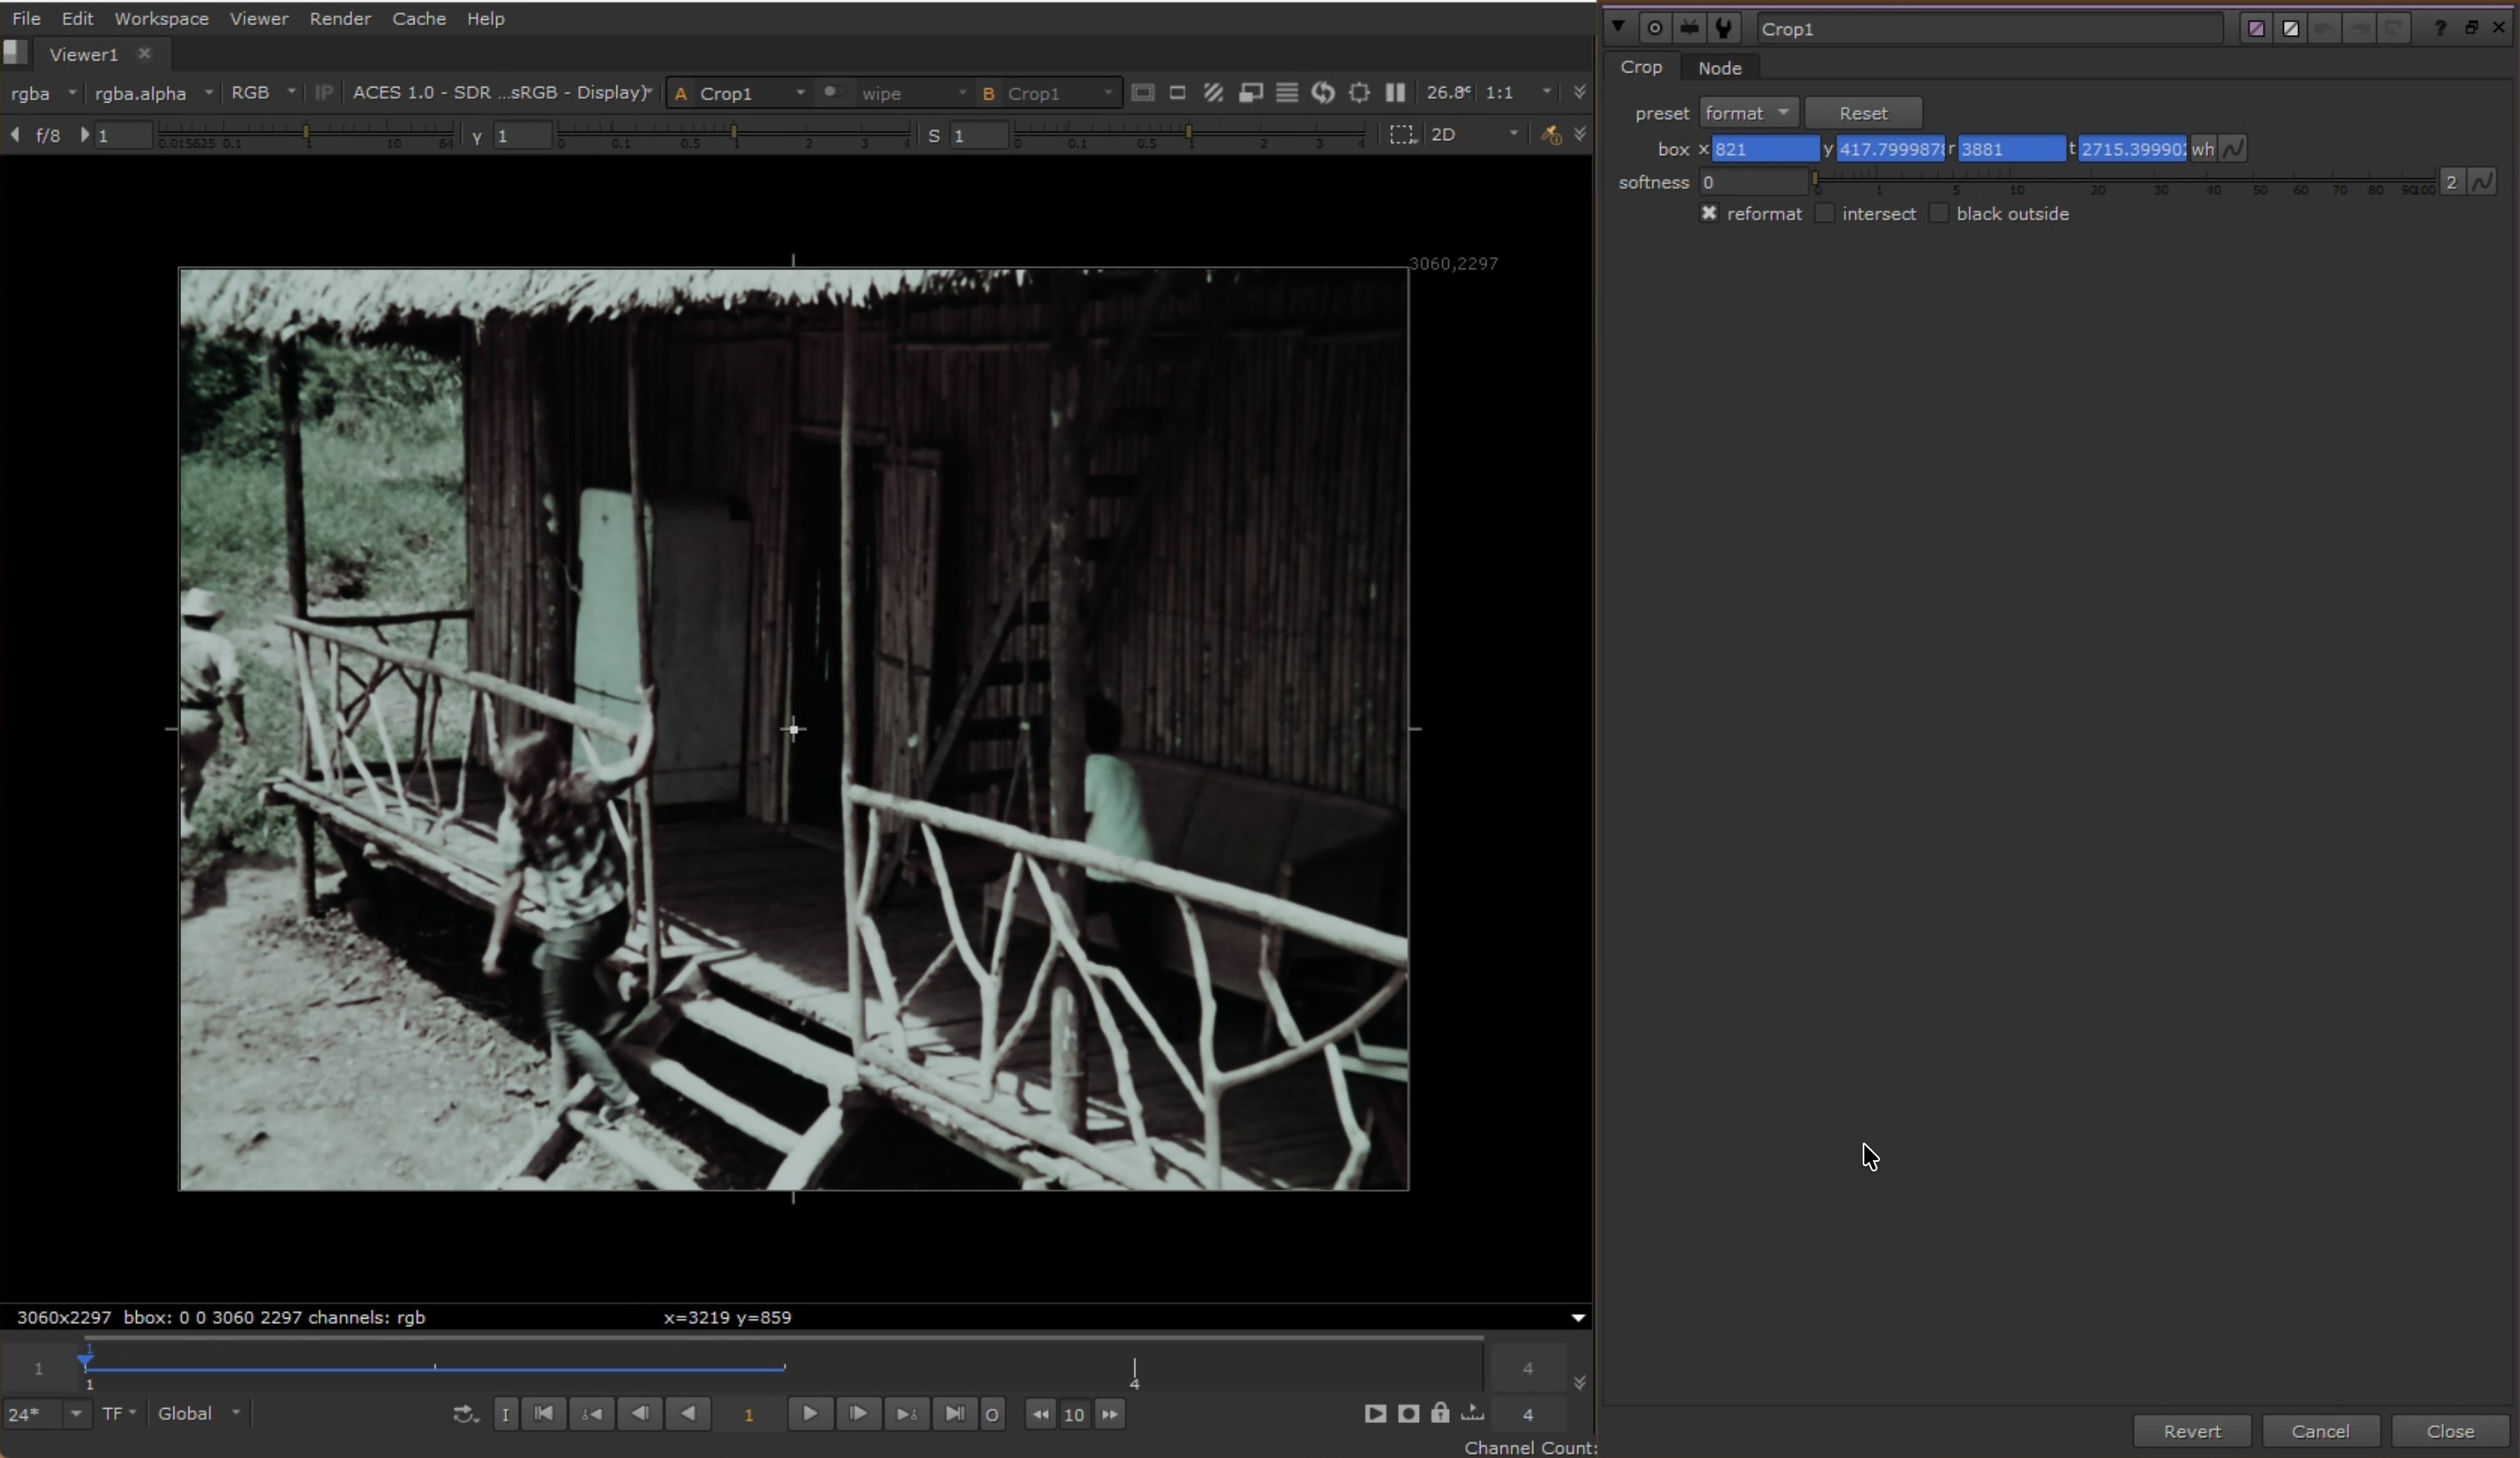 File Edit Workspace Viewer Render Cache Help
Viewer1
rgba rgba.alpha RGB IP ACES 1.0 - SDR ...sRGB - Display) A Crop1 wipe B Crop1 1:1
f/8 1 0.015625 0.1 1 10 64 γ 1 0 0.1 0.5 1 2 3 4 S 1 0 0.1 0.5 1 2 3 4 2D
3060,2297
3060x2297 bbox: 0 0 3060 2297 channels: rgb x=3219 y=859
1
1 4
1 4
24* TF Global I 1 O 10 4
Channel Count:
Crop1 ?
Crop Node
preset format Reset
box x 821 y 417.799987 r 3881 t 2715.39990 wh
softness 0 0 1 5 10 20 30 40 50 60 70 80 90100 2
reformat intersect black outside
Revert Cancel Close